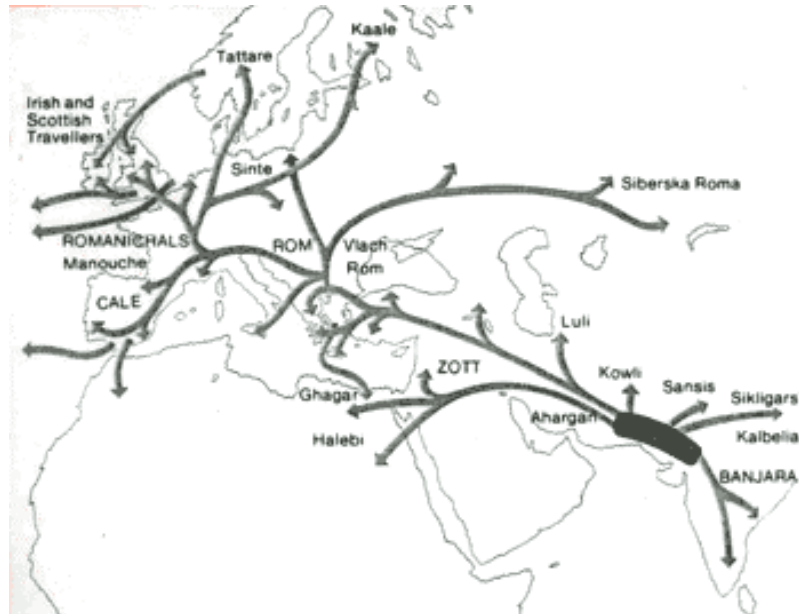 Kaale
Tattare
Irish and
Scottish
Travellers
Sinte
Siberska Roma
ROMANICHALS
Manouche
ROM
Vlach
Rom
CALE
Luli
ZOTT
Kowli
Sansis
Ghagar
Ahargari
Sikligars
Halebi
Kalbelia
BANJARA